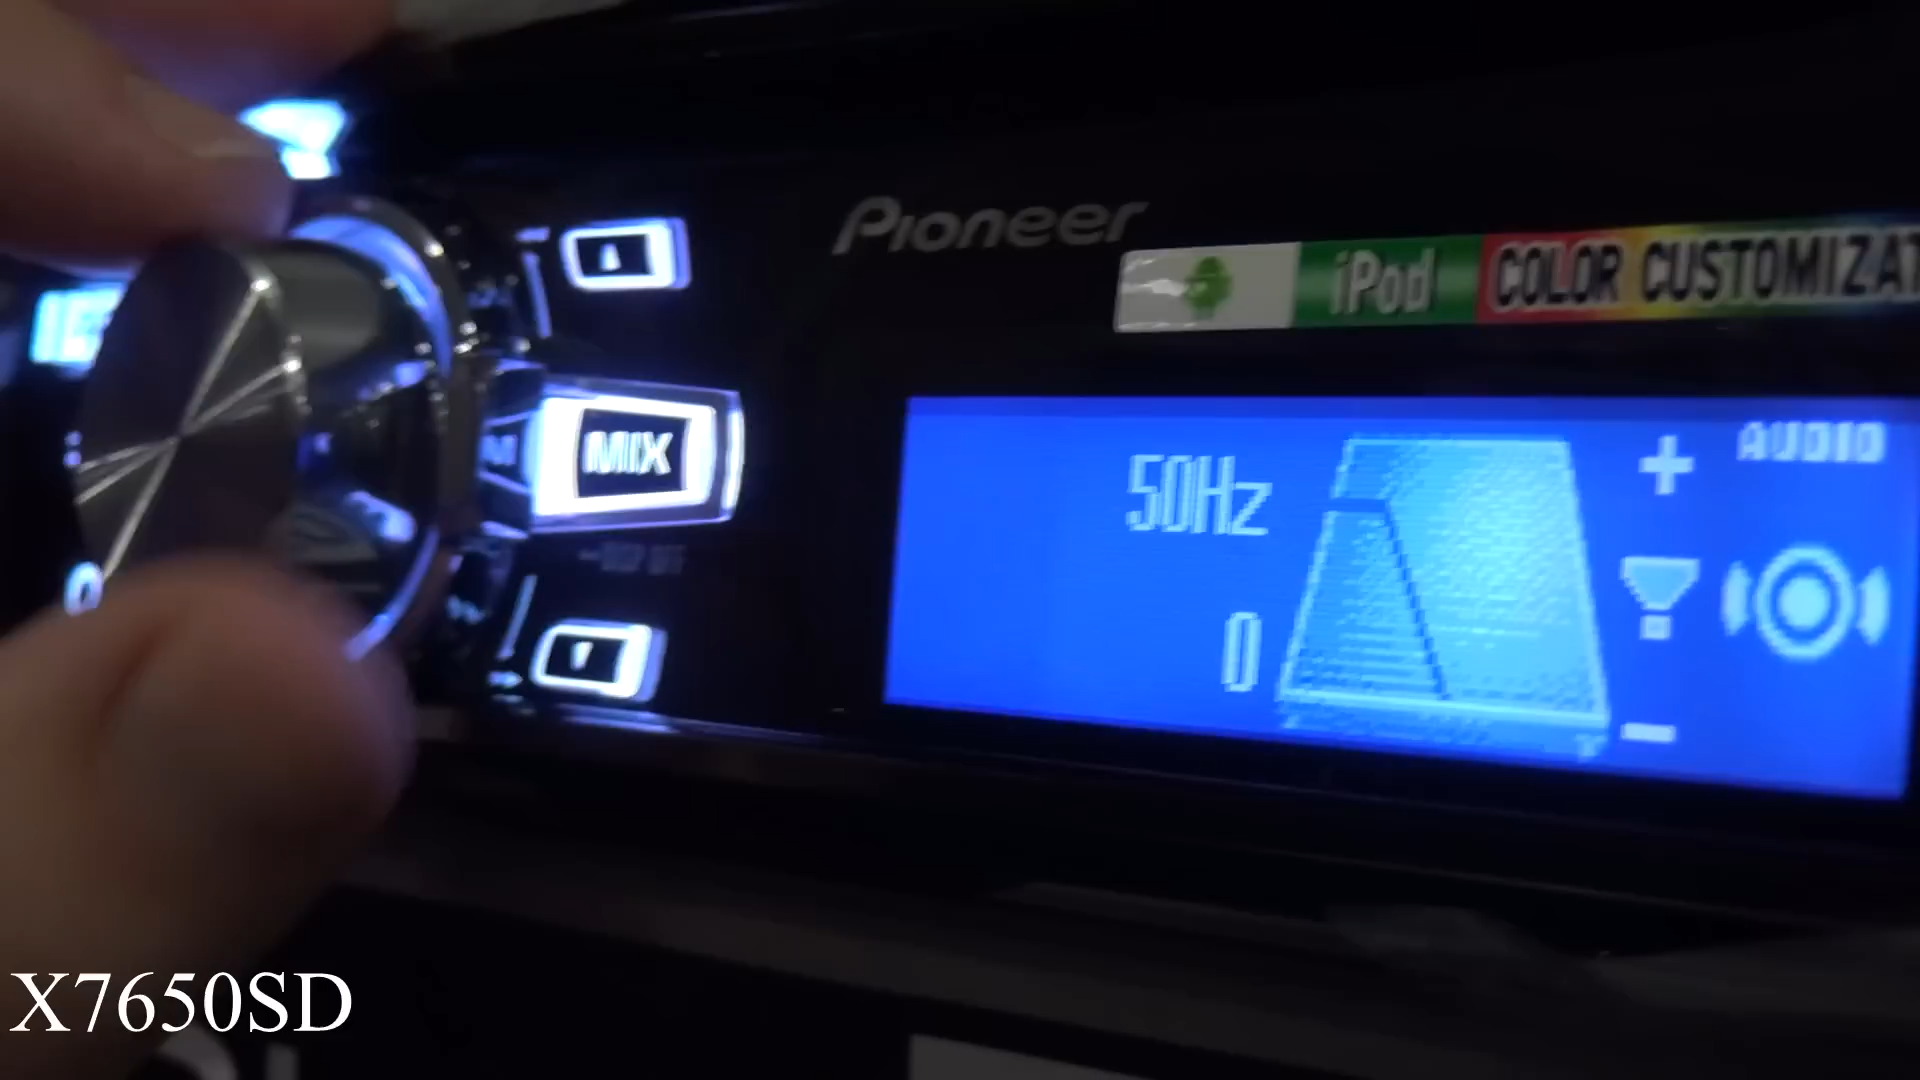 Pioneer
iPod
COLOR CUSTOMIZAT
AUDIO
MIX
50Hz
0
X7650SD